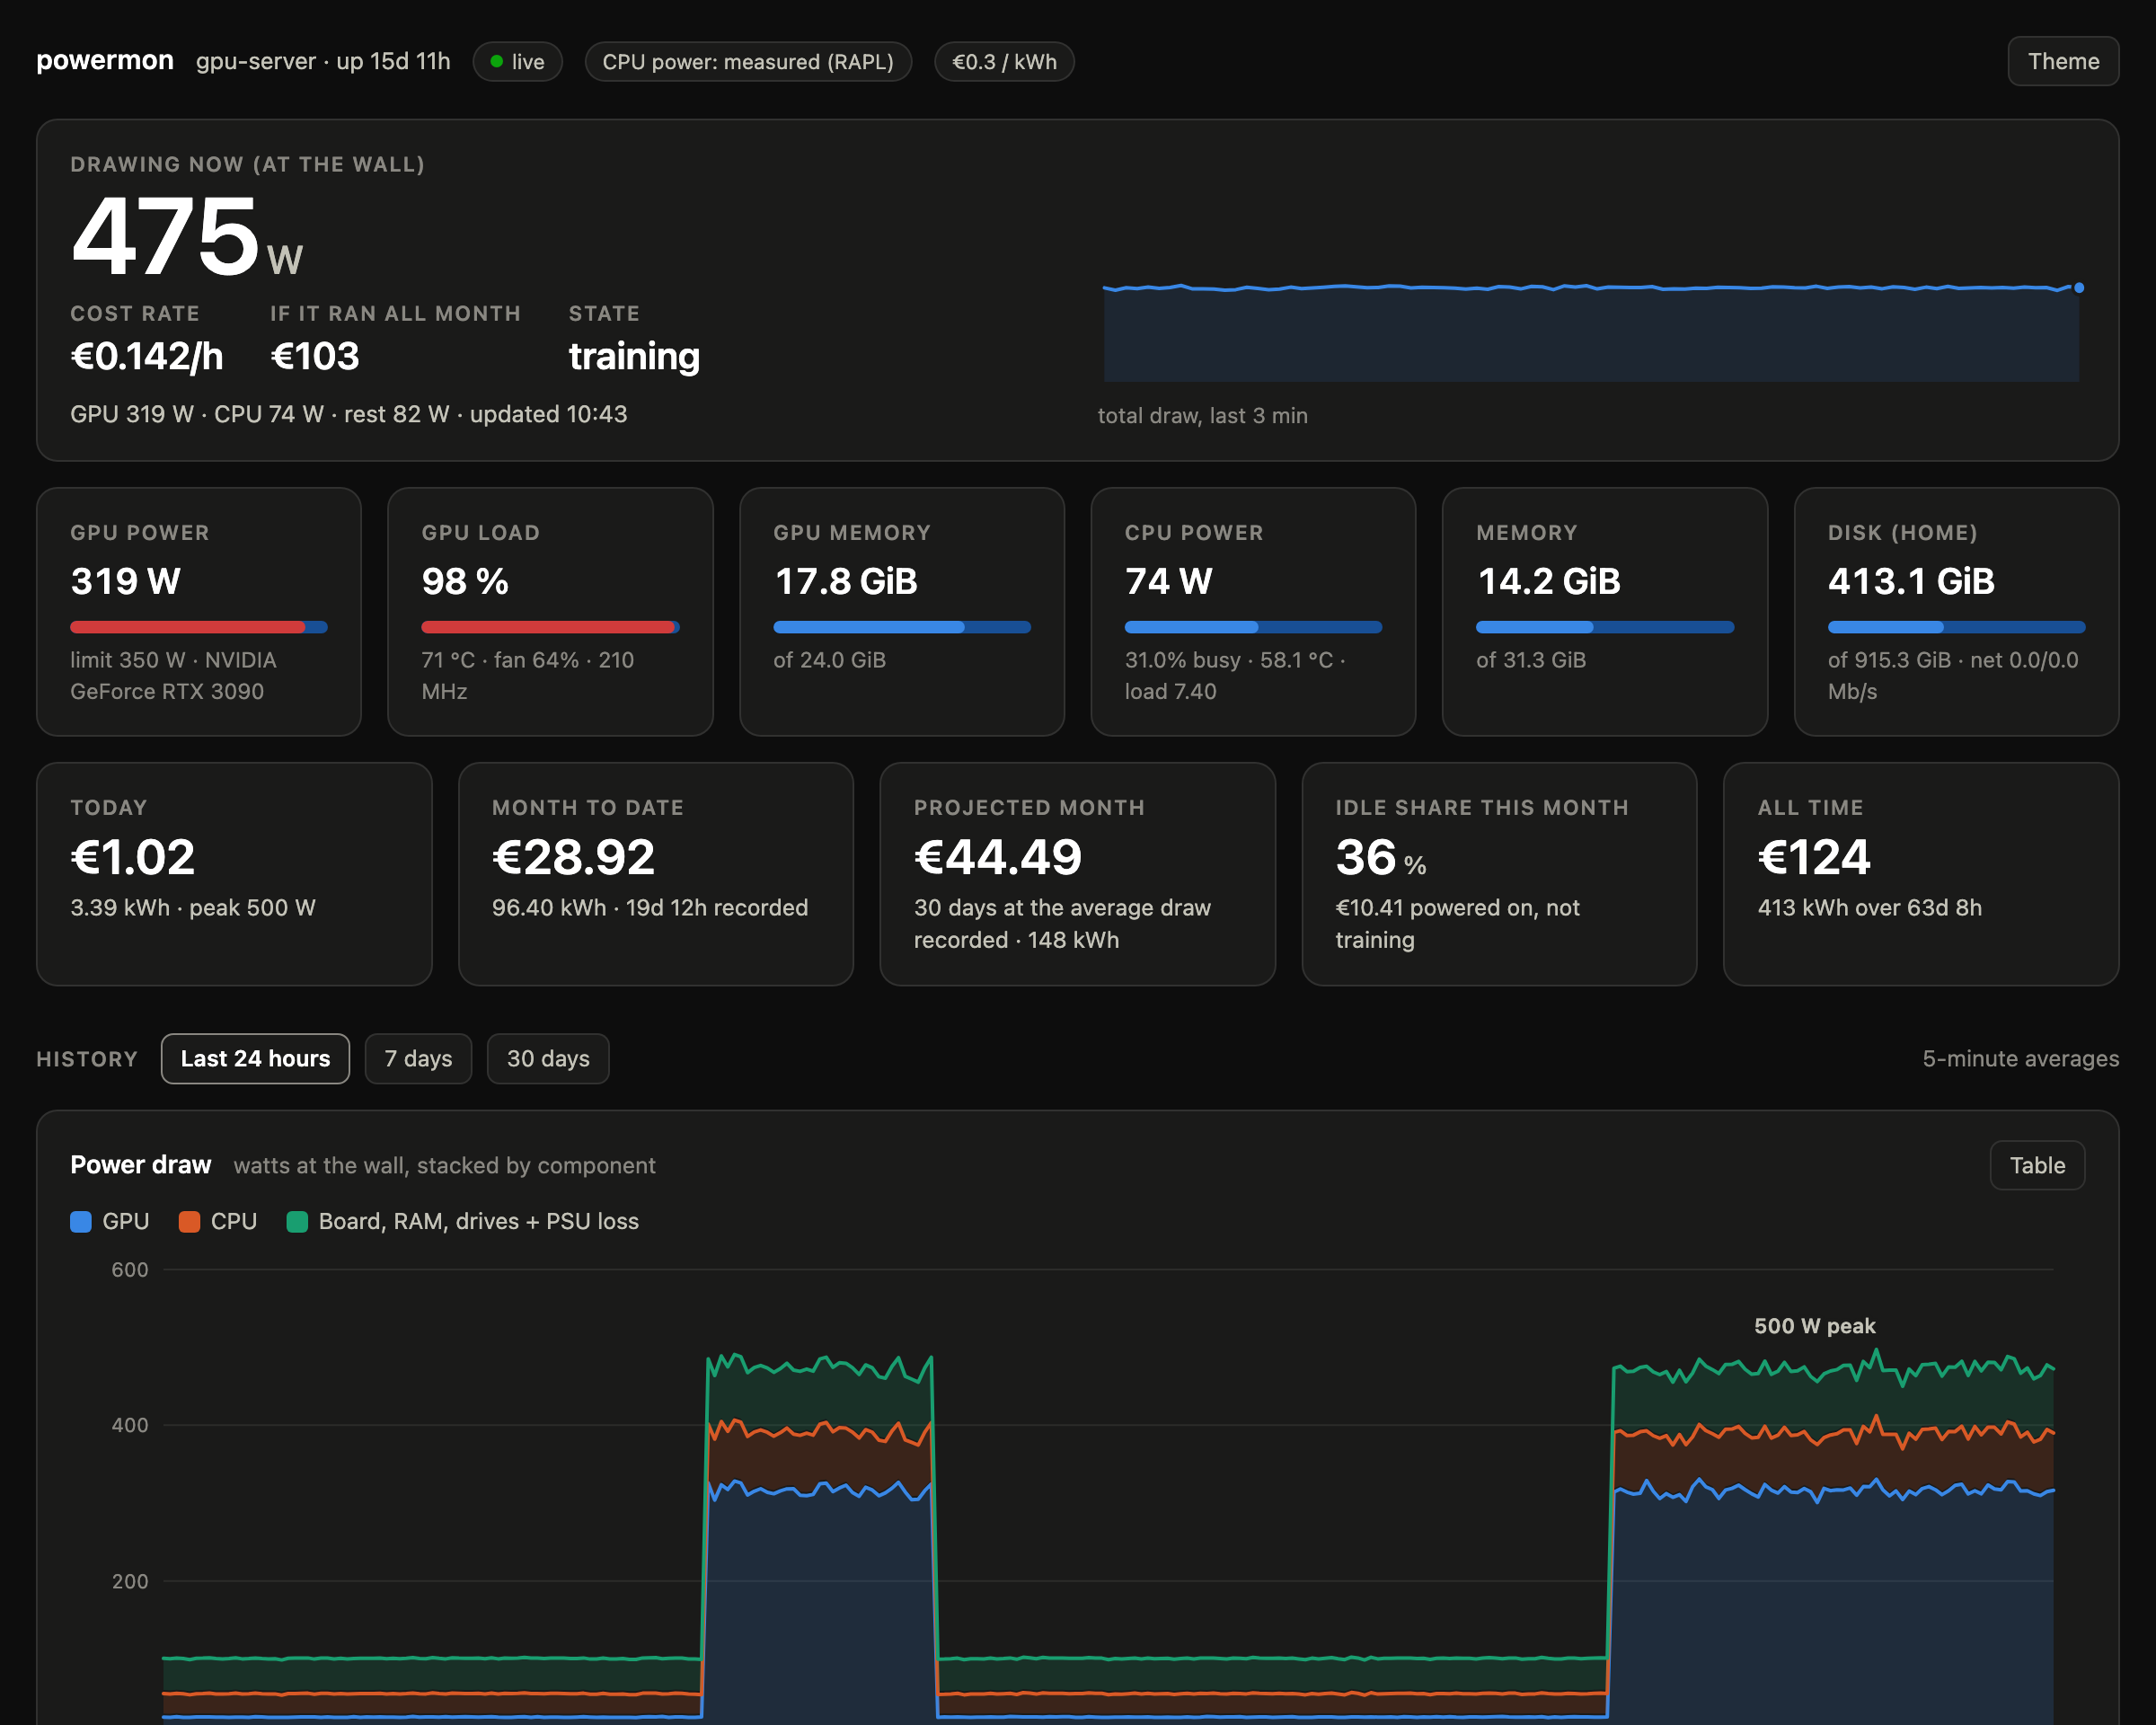 powermon gpu-server · up 15d 11h live CPU power: measured (RAPL) €0.3 / kWh Theme
DRAWING NOW (AT THE WALL)
475 W
COST RATE IF IT RAN ALL MONTH STATE
€0.142/h €103 training
GPU 319 W · CPU 74 W · rest 82 W · updated 10:43
total draw, last 3 min
GPU POWER
319 W
limit 350 W · NVIDIA
GeForce RTX 3090
GPU LOAD
98 %
71 °C · fan 64% · 210
MHz
GPU MEMORY
17.8 GiB
of 24.0 GiB
CPU POWER
74 W
31.0% busy · 58.1 °C ·
load 7.40
MEMORY
14.2 GiB
of 31.3 GiB
DISK (HOME)
413.1 GiB
of 915.3 GiB · net 0.0/0.0
Mb/s
TODAY
€1.02
3.39 kWh · peak 500 W
MONTH TO DATE
€28.92
96.40 kWh · 19d 12h recorded
PROJECTED MONTH
€44.49
30 days at the average draw
recorded · 148 kWh
IDLE SHARE THIS MONTH
36 %
€10.41 powered on, not
training
ALL TIME
€124
413 kWh over 63d 8h
HISTORY Last 24 hours 7 days 30 days 5-minute averages
Power draw watts at the wall, stacked by component Table
GPU CPU Board, RAM, drives + PSU loss
600
500 W peak
400
200